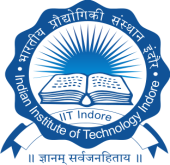 भारतीय प्रौद्योगिकी संस्थान इंदौर
IIT Indore
Indian Institute of Technology Indore
॥ ज्ञानम् सर्वजनहिताय ॥